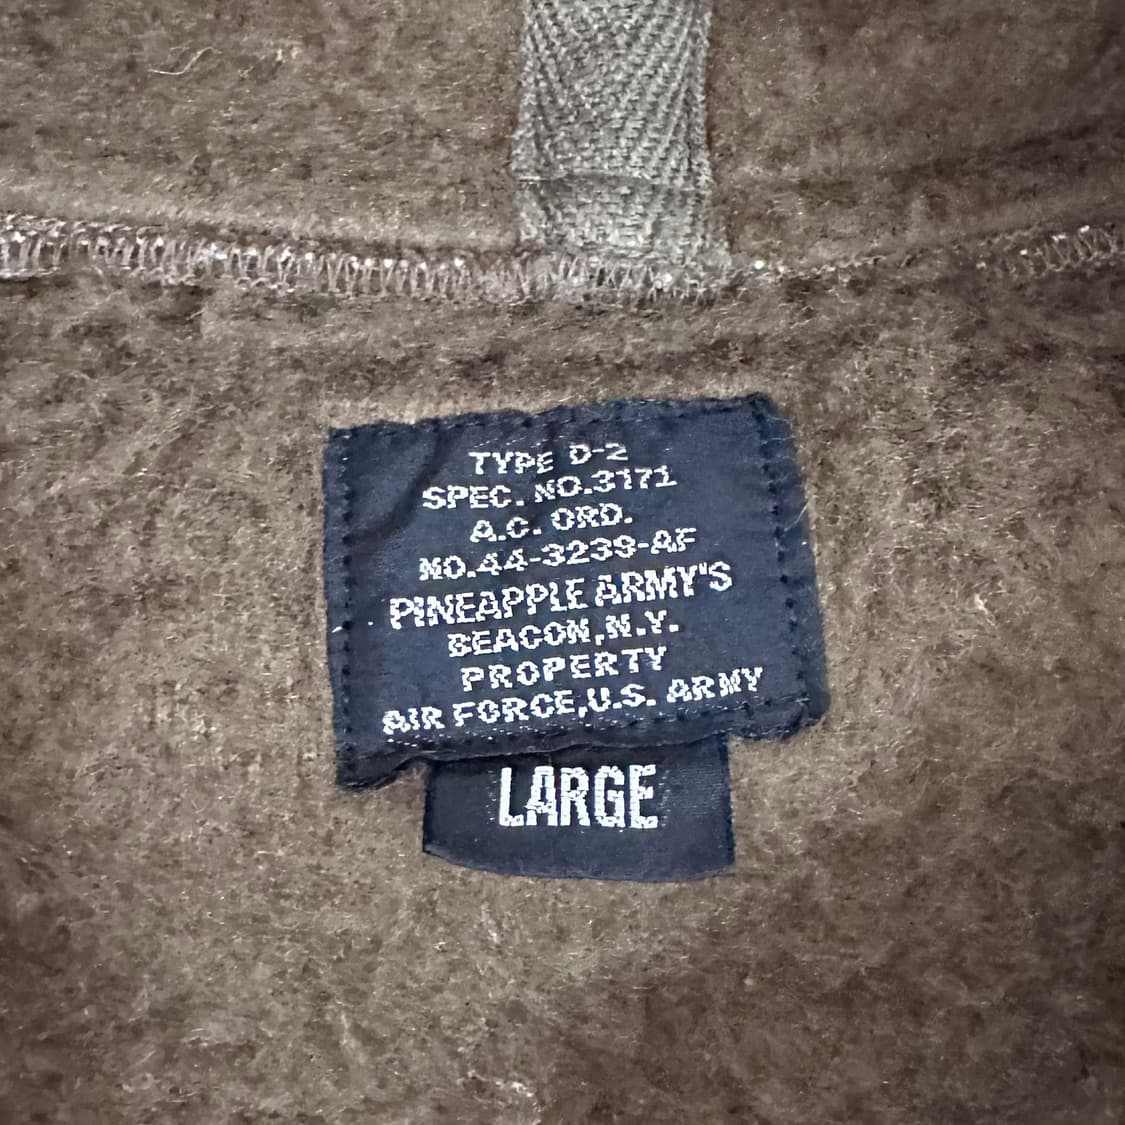 TYPE D-2
SPEC. NO.3171
A.C. ORD.
NO.44-3239-AF
PINEAPPLE ARMY'S
BEACON,N.Y.
PROPERTY
AIR FORCE,U.S. ARMY
LARGE